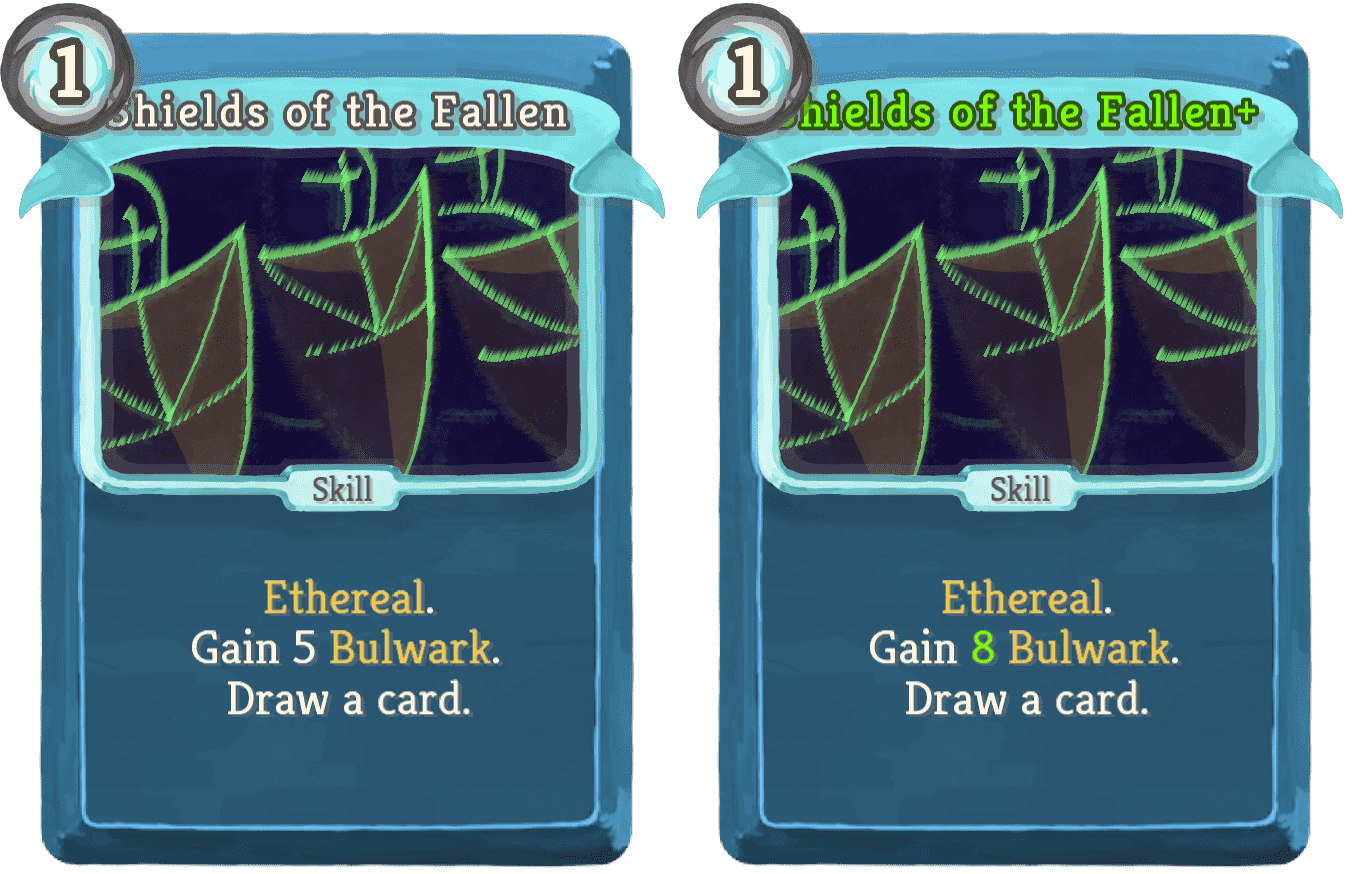 1
Shields of the Fallen
Skill
Ethereal.
Gain 5 Bulwark.
Draw a card.
1
Shields of the Fallen+
Skill
Ethereal.
Gain 8 Bulwark.
Draw a card.